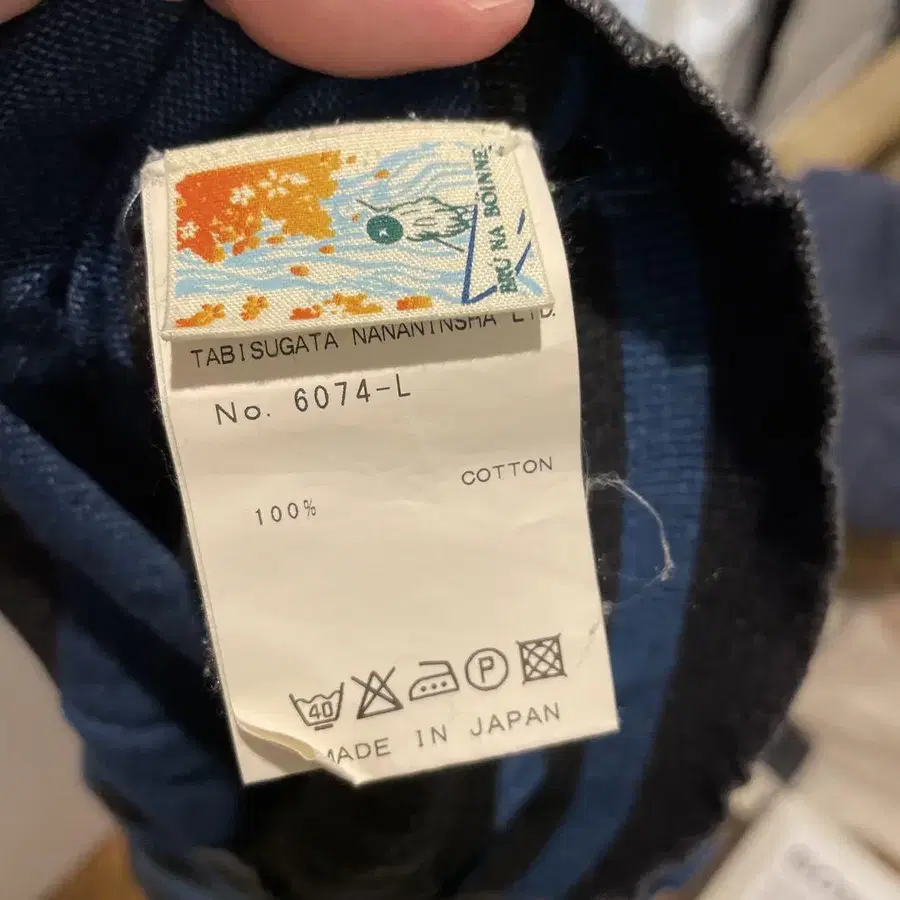 BRU NA BOINNE
TABISUGATA NANANINSHA LTD.
No. 6074-L
COTTON
100%
40
P
MADE IN JAPAN